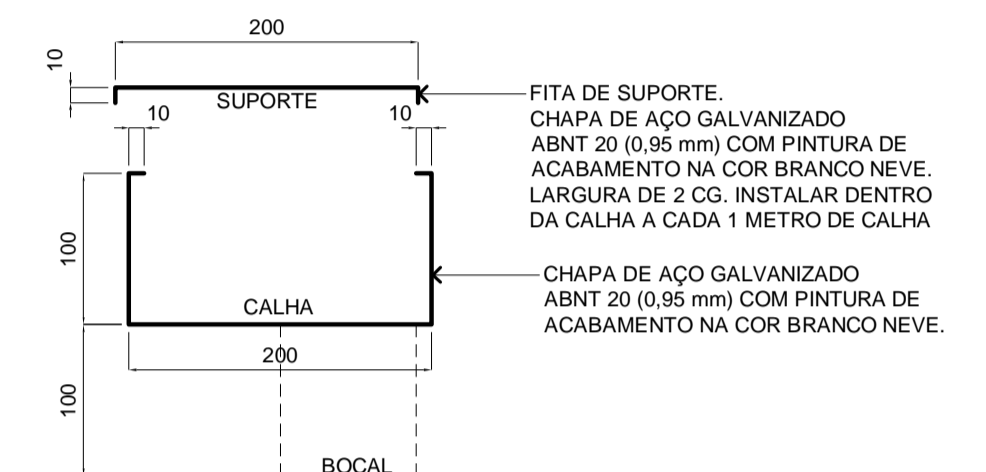 200
10
SUPORTE
10
10
FITA DE SUPORTE.
CHAPA DE AÇO GALVANIZADO
ABNT 20 (0,95 mm) COM PINTURA DE
ACABAMENTO NA COR BRANCO NEVE.
LARGURA DE 2 CG. INSTALAR DENTRO
DA CALHA A CADA 1 METRO DE CALHA
100
CALHA
CHAPA DE AÇO GALVANIZADO
ABNT 20 (0,95 mm) COM PINTURA DE
ACABAMENTO NA COR BRANCO NEVE.
200
100
BOCAL